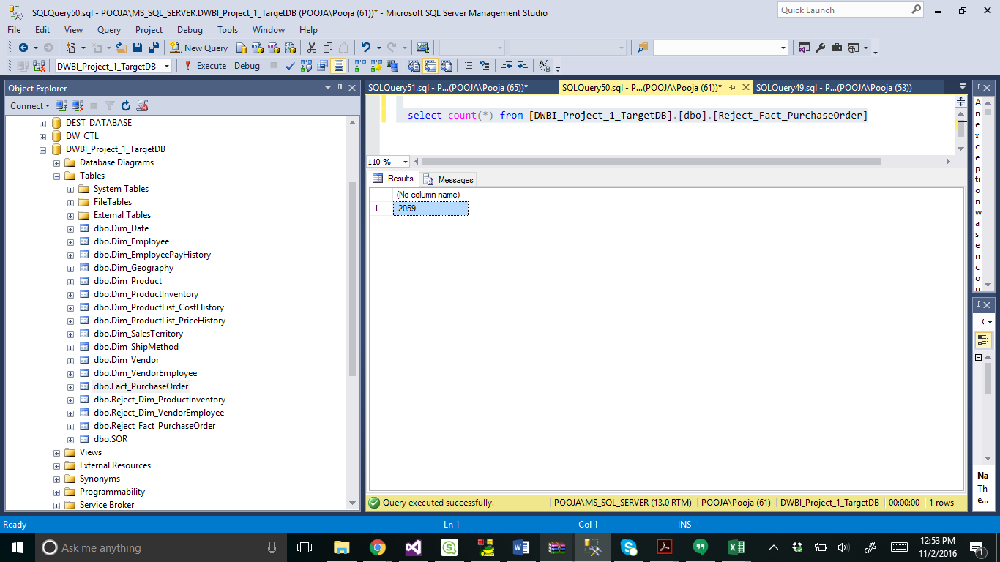 SQLQuery50.sql - POOJA\MS_SQL_SERVER.DWBI_Project_1_TargetDB (POOJA\Pooja (61))* - Microsoft SQL Server Management Studio
Quick Launch
File Edit View Query Project Debug Tools Window Help
New Query
DWBI_Project_1_TargetDB Execute Debug
Object Explorer
Connect
DEST_DATABASE
DW_CTL
DWBI_Project_1_TargetDB
Database Diagrams
Tables
System Tables
FileTables
External Tables
dbo.Dim_Date
dbo.Dim_Employee
dbo.Dim_EmployeePayHistory
dbo.Dim_Geography
dbo.Dim_Product
dbo.Dim_ProductInventory
dbo.Dim_ProductList_CostHistory
dbo.Dim_ProductList_PriceHistory
dbo.Dim_SalesTerritory
dbo.Dim_ShipMethod
dbo.Dim_Vendor
dbo.Dim_VendorEmployee
dbo.Fact_PurchaseOrder
dbo.Reject_Dim_ProductInventory
dbo.Reject_Dim_VendorEmployee
dbo.Reject_Fact_PurchaseOrder
dbo.SOR
Views
External Resources
Synonyms
Programmability
Service Broker
SQLQuery51.sql - P...(POOJA\Pooja (65))* SQLQuery50.sql - P...(POOJA\Pooja (61))* SQLQuery49.sql - P...(POOJA\Pooja (53))
select count(*) from [DWBI_Project_1_TargetDB].[dbo].[Reject_Fact_PurchaseOrder]
110 %
Results Messages
(No column name)
1 2059
Query executed successfully. POOJA\MS_SQL_SERVER (13.0 RTM) POOJA\Pooja (61) DWBI_Project_1_TargetDB 00:00:00 1 rows
A
n
e
x
c
e
p
ti
o
n
w
a
s
e
n
c
o
u
Na
Th
e...
Ready Ln 1 Col 1 INS
Ask me anything
12:53 PM
11/2/2016
1